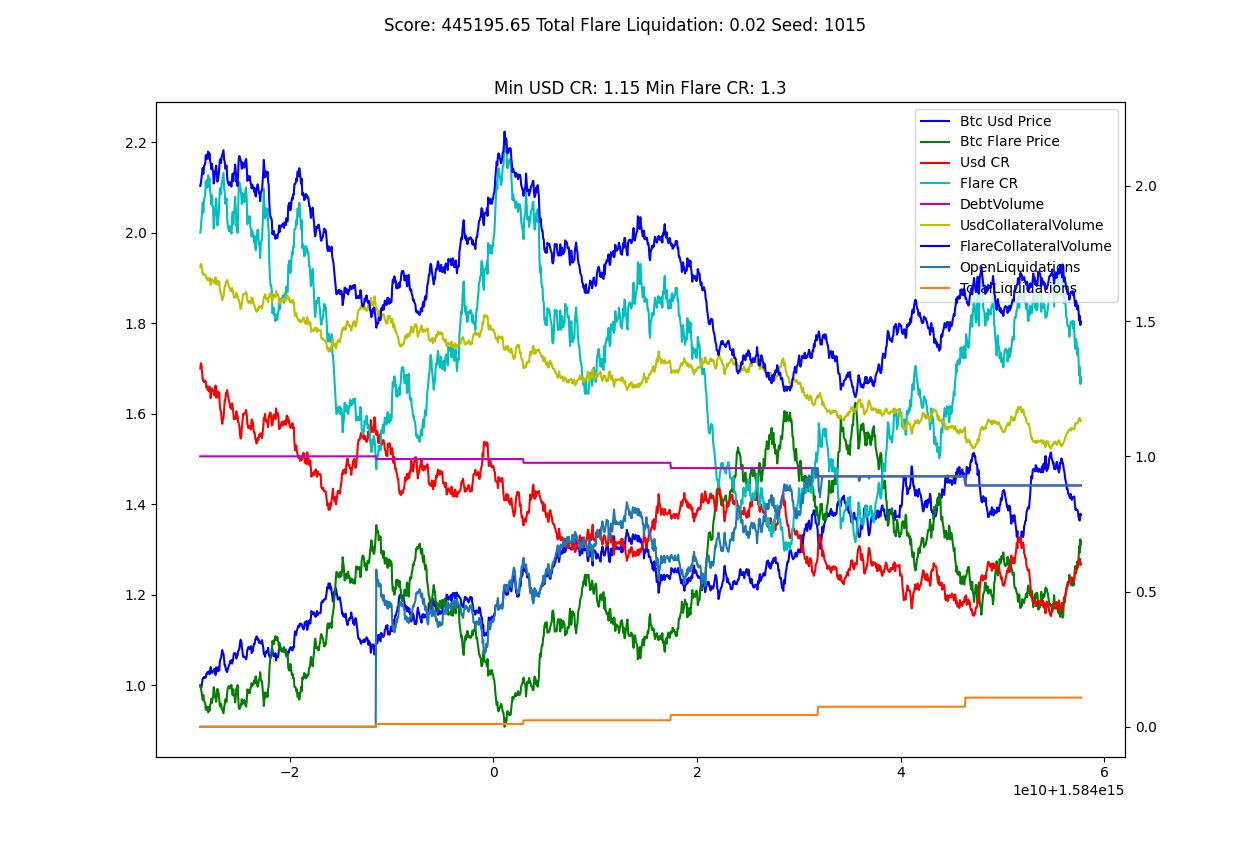 Score: 445195.65 Total Flare Liquidation: 0.02 Seed: 1015
Min USD CR: 1.15 Min Flare CR: 1.3
Btc Usd Price
Btc Flare Price
Usd CR
Flare CR
DebtVolume
UsdCollateralVolume
FlareCollateralVolume
OpenLiquidations
TotalLiquidations
2.2
2.0
1.8
1.6
1.4
1.2
1.0
2.0
1.5
1.0
0.5
0.0
−2
0
2
4
6
1e10+1.584e15